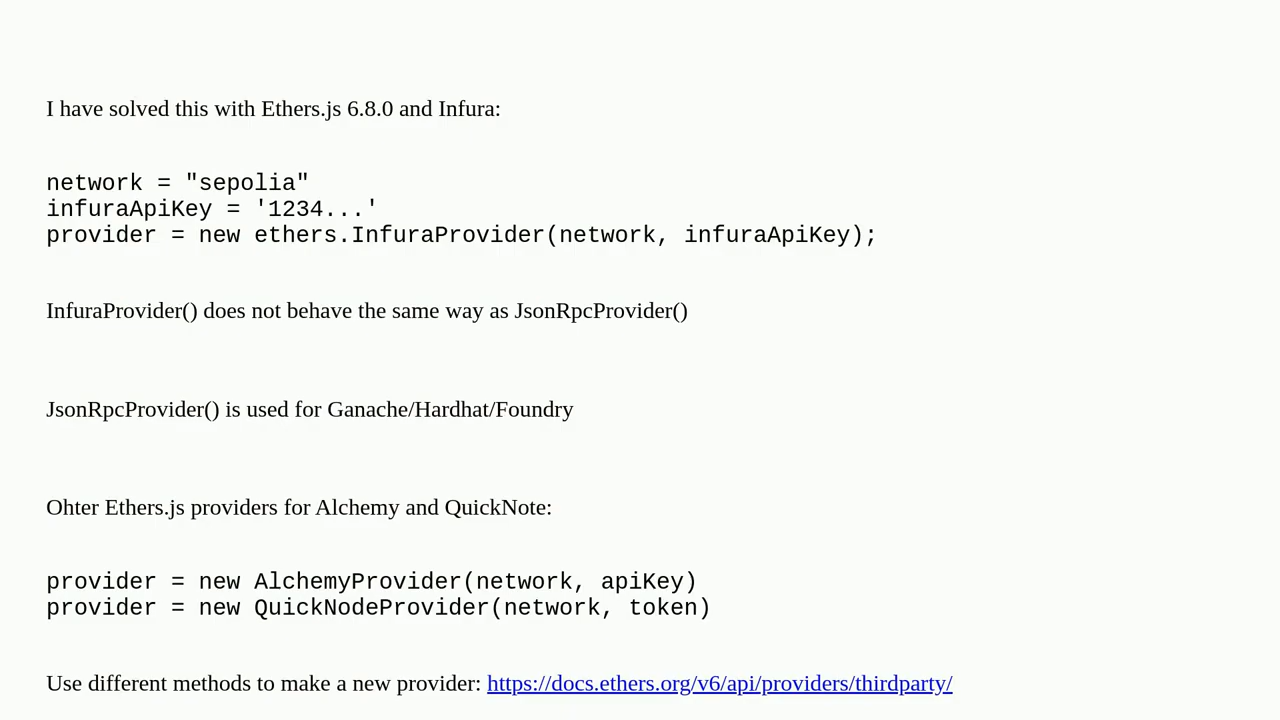 I have solved this with Ethers.js 6.8.0 and Infura:
network = "sepolia"
infuraApiKey = '1234...'
provider = new ethers.InfuraProvider(network, infuraApiKey);
InfuraProvider() does not behave the same way as JsonRpcProvider()
JsonRpcProvider() is used for Ganache/Hardhat/Foundry
Ohter Ethers.js providers for Alchemy and QuickNote:
provider = new AlchemyProvider(network, apiKey)
provider = new QuickNodeProvider(network, token)
Use different methods to make a new provider: https://docs.ethers.org/v6/api/providers/thirdparty/